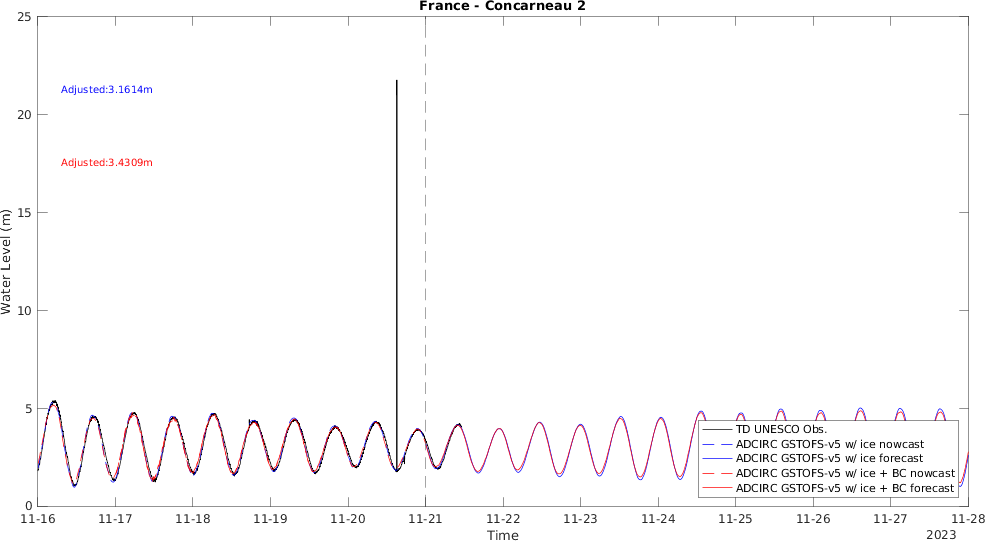 France - Concarneau 2
25
20
15
10
5
0
Water Level (m)
Adjusted:3.1614m
Adjusted:3.4309m
TD UNESCO Obs.
ADCIRC GSTOFS-v5 w/ ice nowcast
ADCIRC GSTOFS-v5 w/ ice forecast
ADCIRC GSTOFS-v5 w/ ice + BC nowcast
ADCIRC GSTOFS-v5 w/ ice + BC forecast
11-16 11-17 11-18 11-19 11-20 11-21 11-22 11-23 11-24 11-25 11-26 11-27 11-28
Time
2023